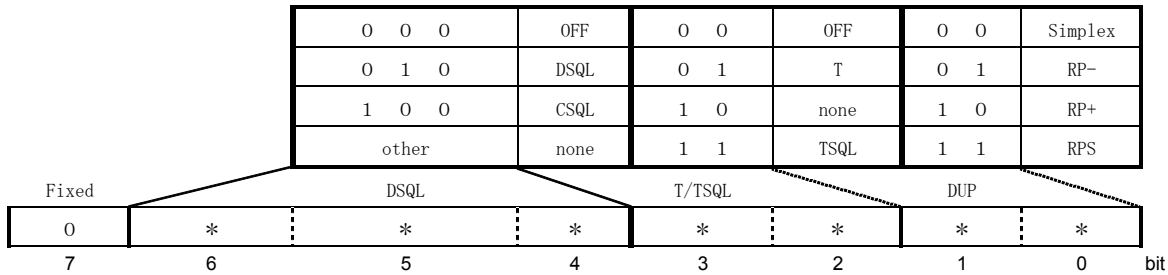 0 0 0 OFF 0 0 OFF 0 0 Simplex
0 1 0 DSQL 0 1 T 0 1 RP-
1 0 0 CSQL 1 0 none 1 0 RP+
other none 1 1 TSQL 1 1 RPS
Fixed DSQL T/TSQL DUP
0 * * * * * * *
7 6 5 4 3 2 1 0 bit